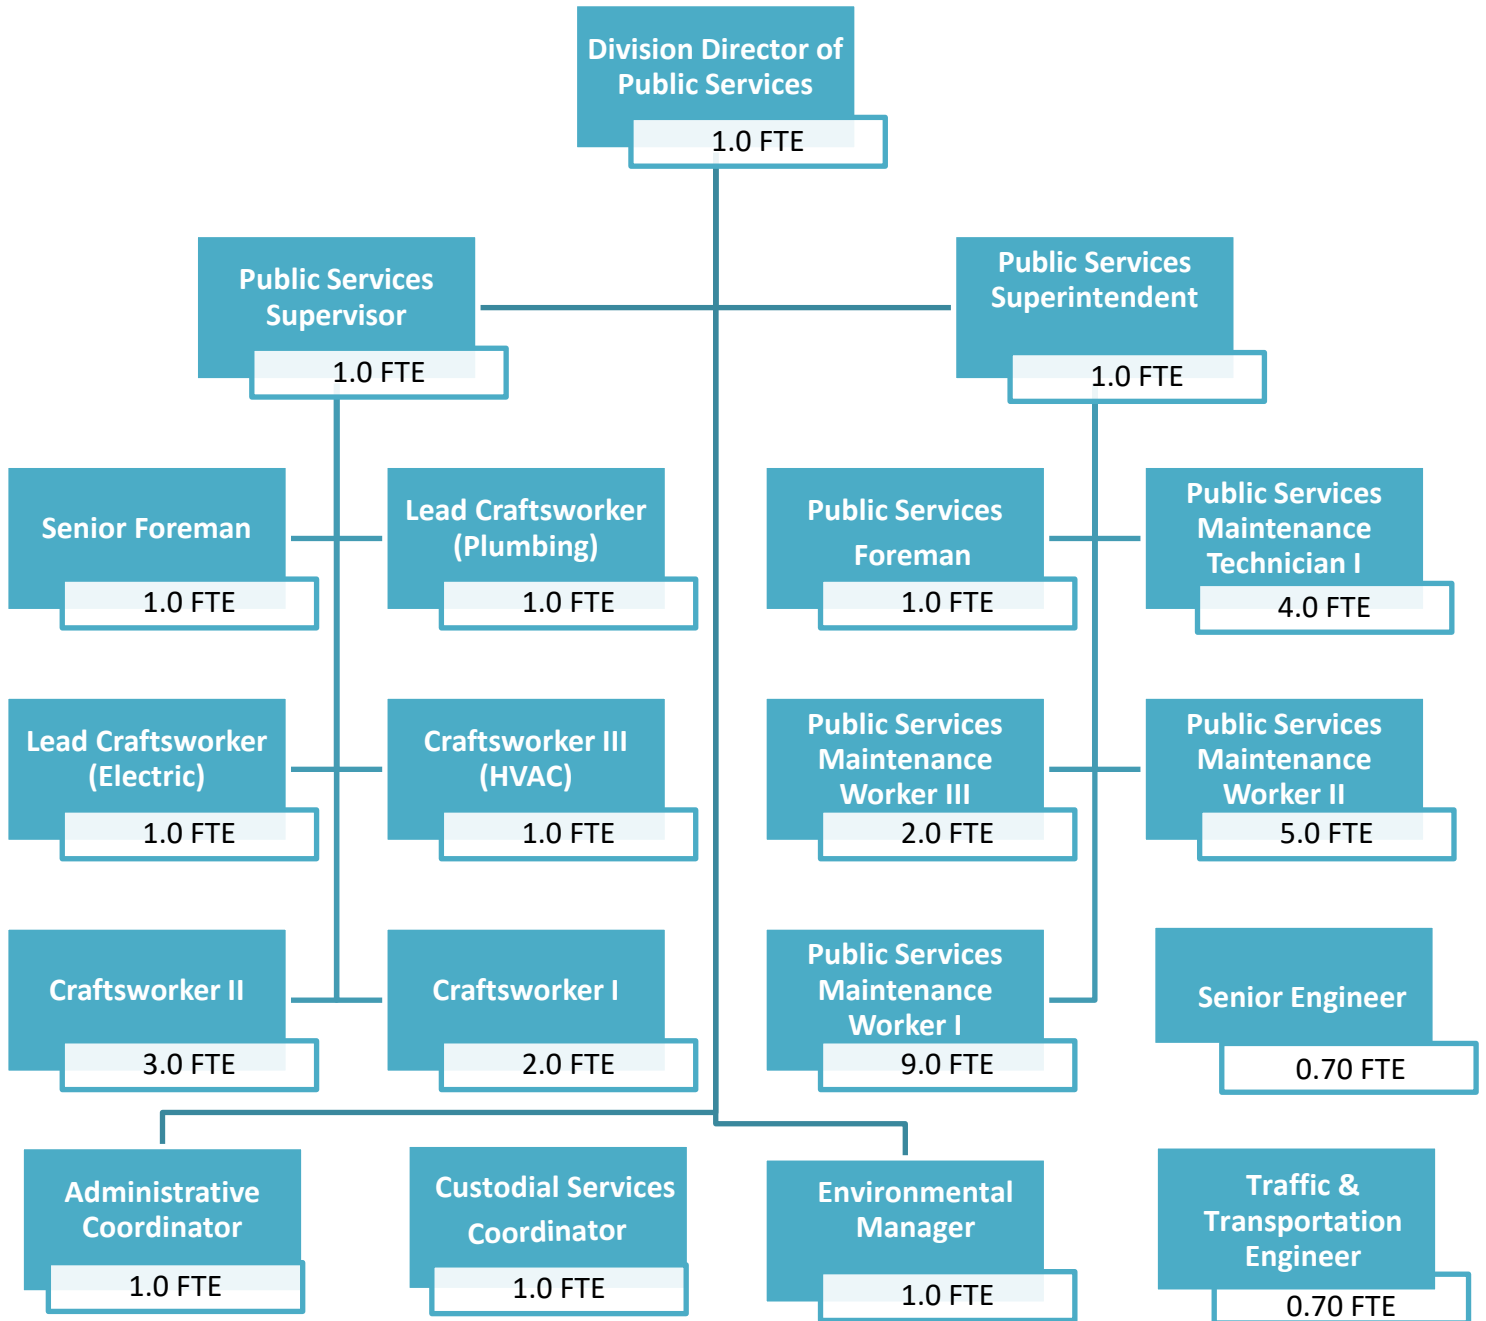 Division Director of
Public Services
1.0 FTE
Public Services
Supervisor
1.0 FTE
Public Services
Superintendent
1.0 FTE
Senior Foreman
1.0 FTE
Lead Craftsworker
(Plumbing)
1.0 FTE
Public Services
Foreman
1.0 FTE
Public Services
Maintenance
Technician I
4.0 FTE
Lead Craftsworker
(Electric)
1.0 FTE
Craftsworker III
(HVAC)
1.0 FTE
Public Services
Maintenance
Worker III
2.0 FTE
Public Services
Maintenance
Worker II
5.0 FTE
Craftsworker II
3.0 FTE
Craftsworker I
2.0 FTE
Public Services
Maintenance
Worker I
9.0 FTE
Senior Engineer
0.70 FTE
Administrative
Coordinator
1.0 FTE
Custodial Services
Coordinator
1.0 FTE
Environmental
Manager
1.0 FTE
Traffic &
Transportation
Engineer
0.70 FTE